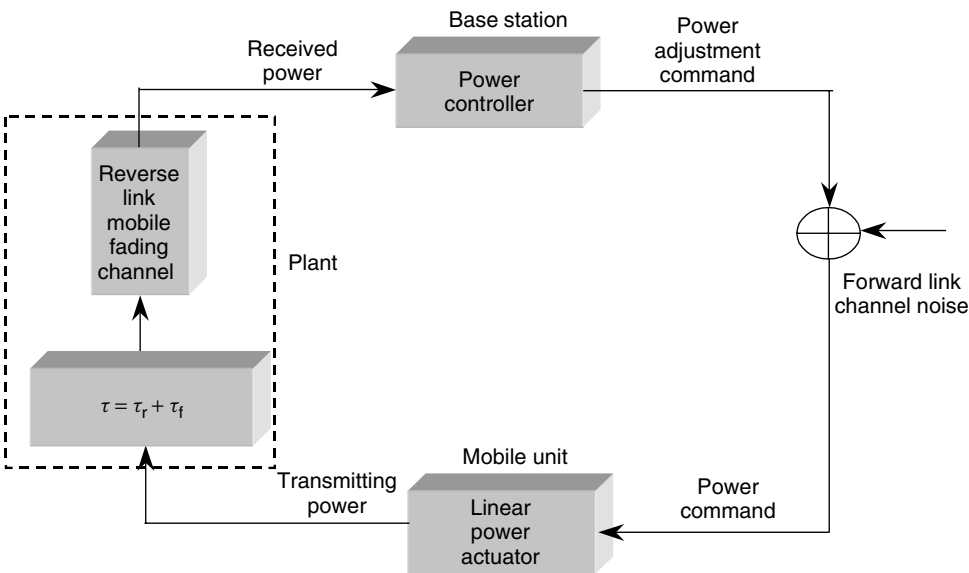 Base station
Received
power
Power
adjustment
command
Power
controller
Reverse
link
mobile
fading
channel
Plant
Forward link
channel noise
τ = τr + τf
Mobile unit
Transmitting
power
Linear
power
actuator
Power
command